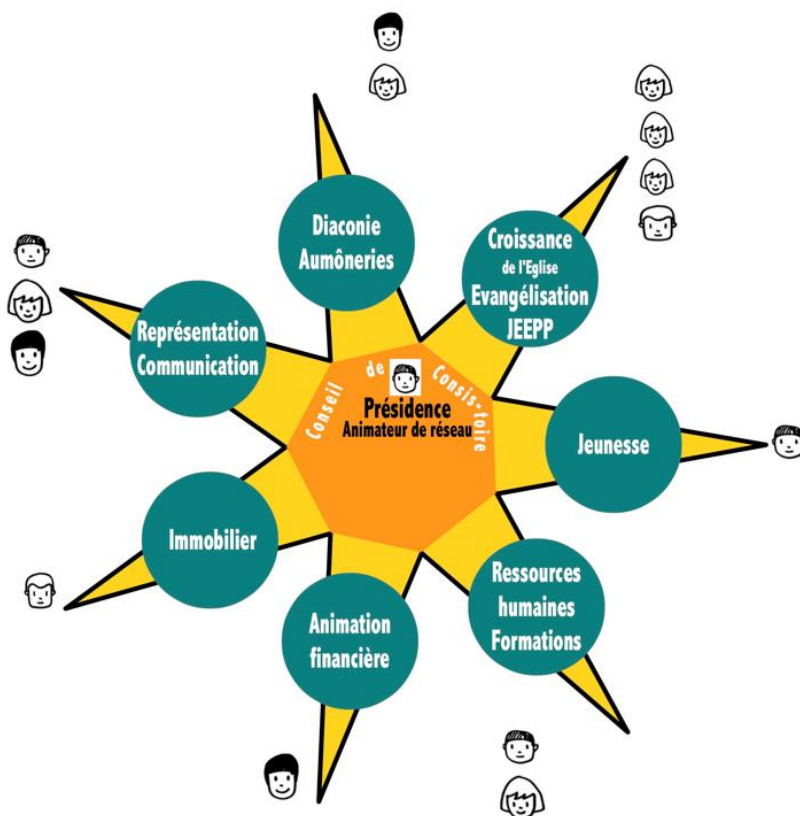 Diaconie
Aumôneries
Croissance
de l'Eglise
Evangélisation
JEEPP
Représentation
Communication
Conseil de Consis-toire
Présidence
Animateur de réseau
Jeunesse
Immobilier
Ressources
humaines
Formations
Animation
financière